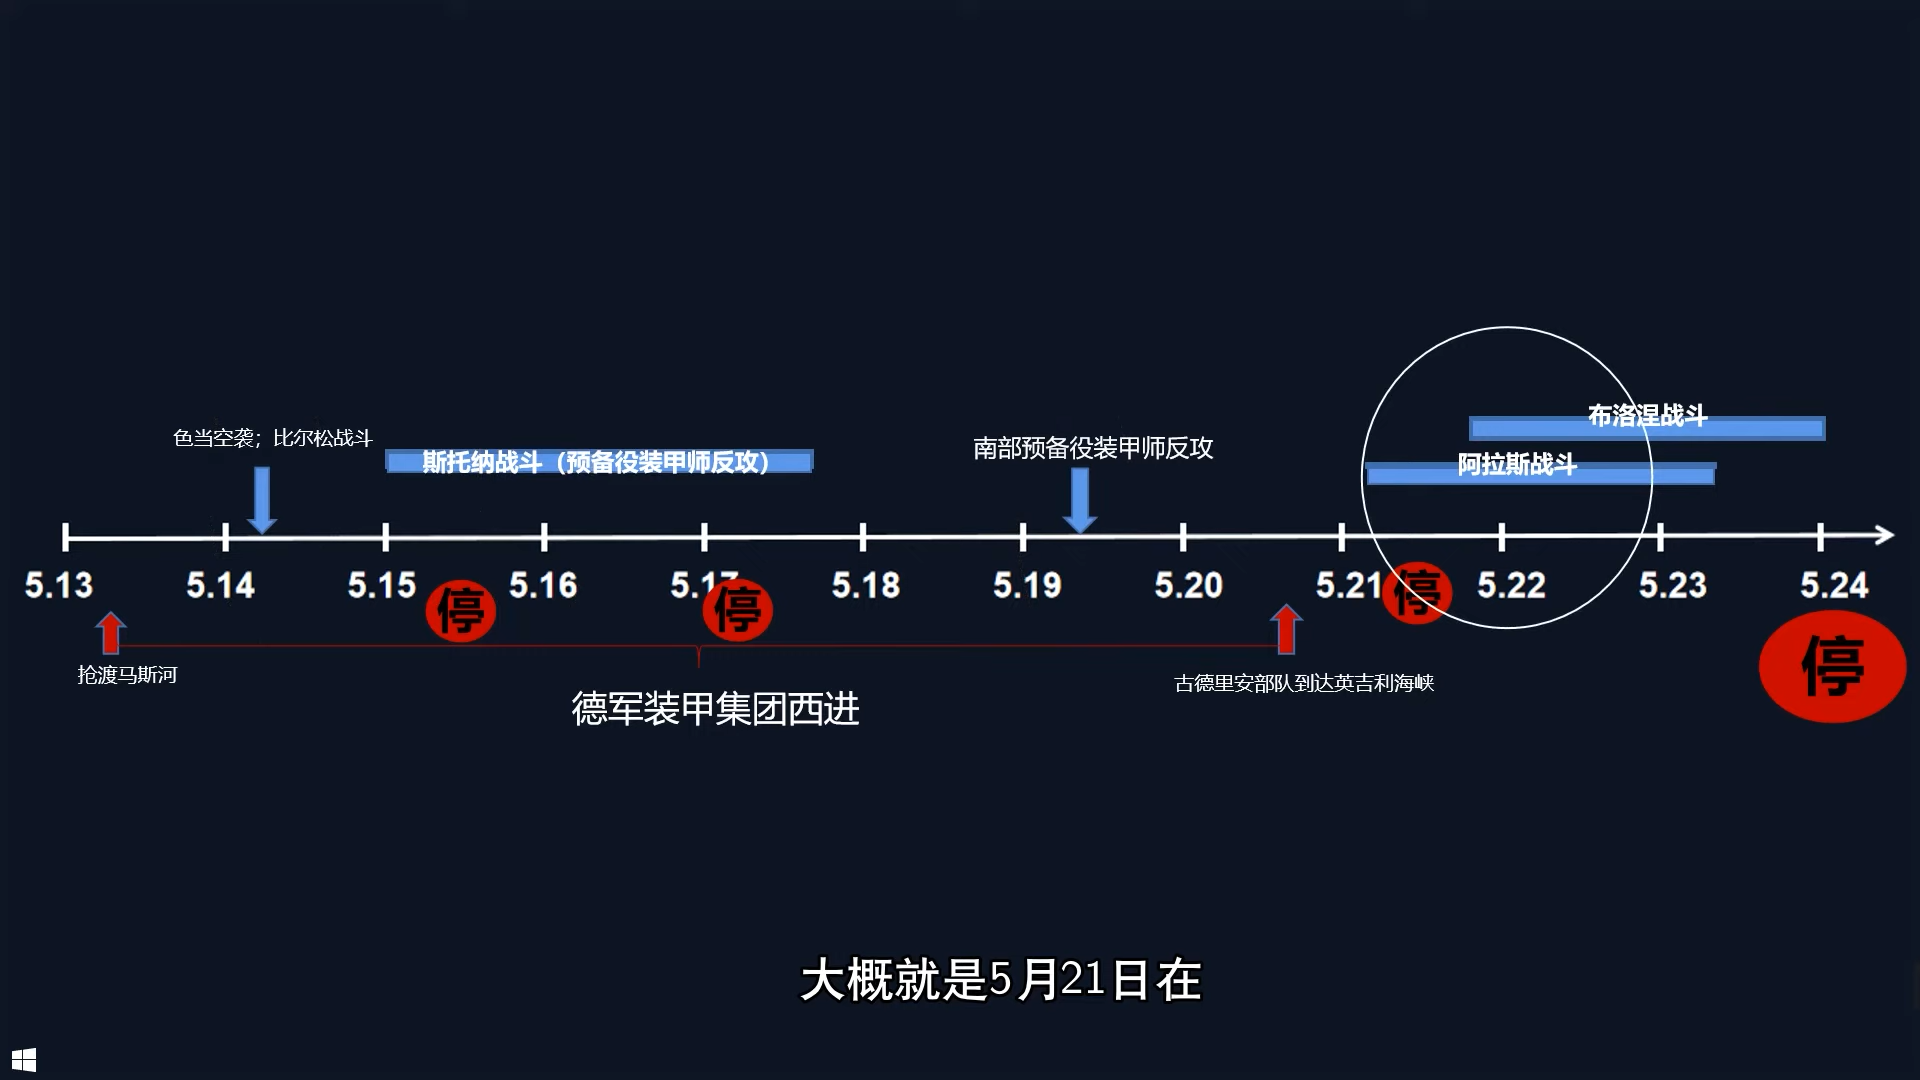 布洛涅战斗
色当空袭；比尔松战斗
南部预备役装甲师反攻
斯托纳战斗（预备役装甲师反攻）
阿拉斯战斗
5.13 5.14 5.15 5.16 5.17 5.18 5.19 5.20 5.21 5.22 5.23 5.24
停 停 停
停
抢渡马斯河
古德里安部队到达英吉利海峡
德军装甲集团西进
大概就是5月21日在